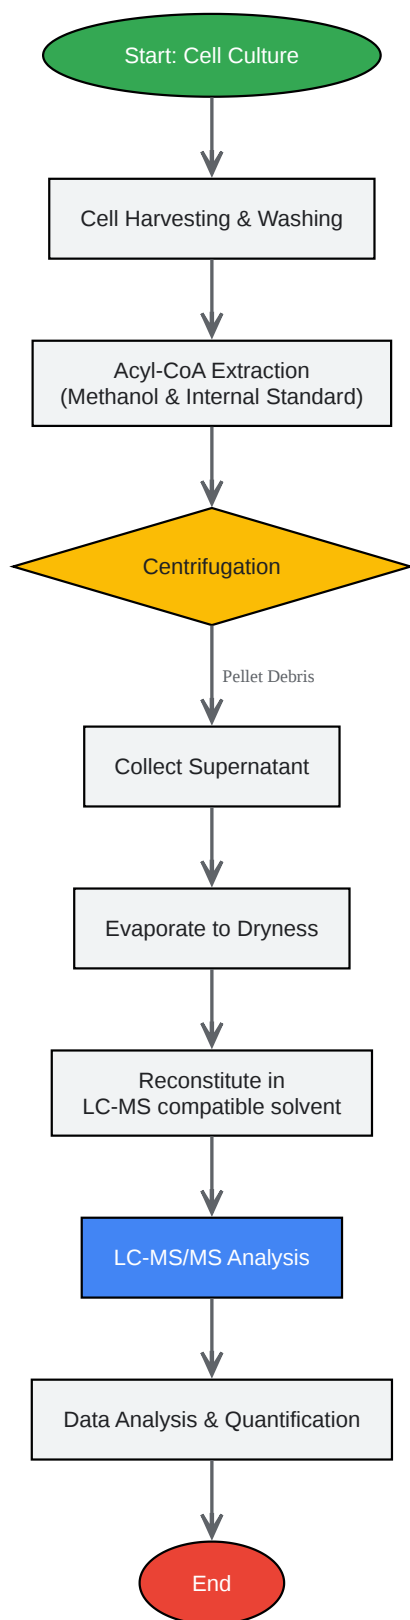 Start: Cell Culture
Cell Harvesting & Washing
Acyl-CoA Extraction
(Methanol & Internal Standard)
Centrifugation
Pellet Debris
Collect Supernatant
Evaporate to Dryness
Reconstitute in
LC-MS compatible solvent
LC-MS/MS Analysis
Data Analysis & Quantification
End